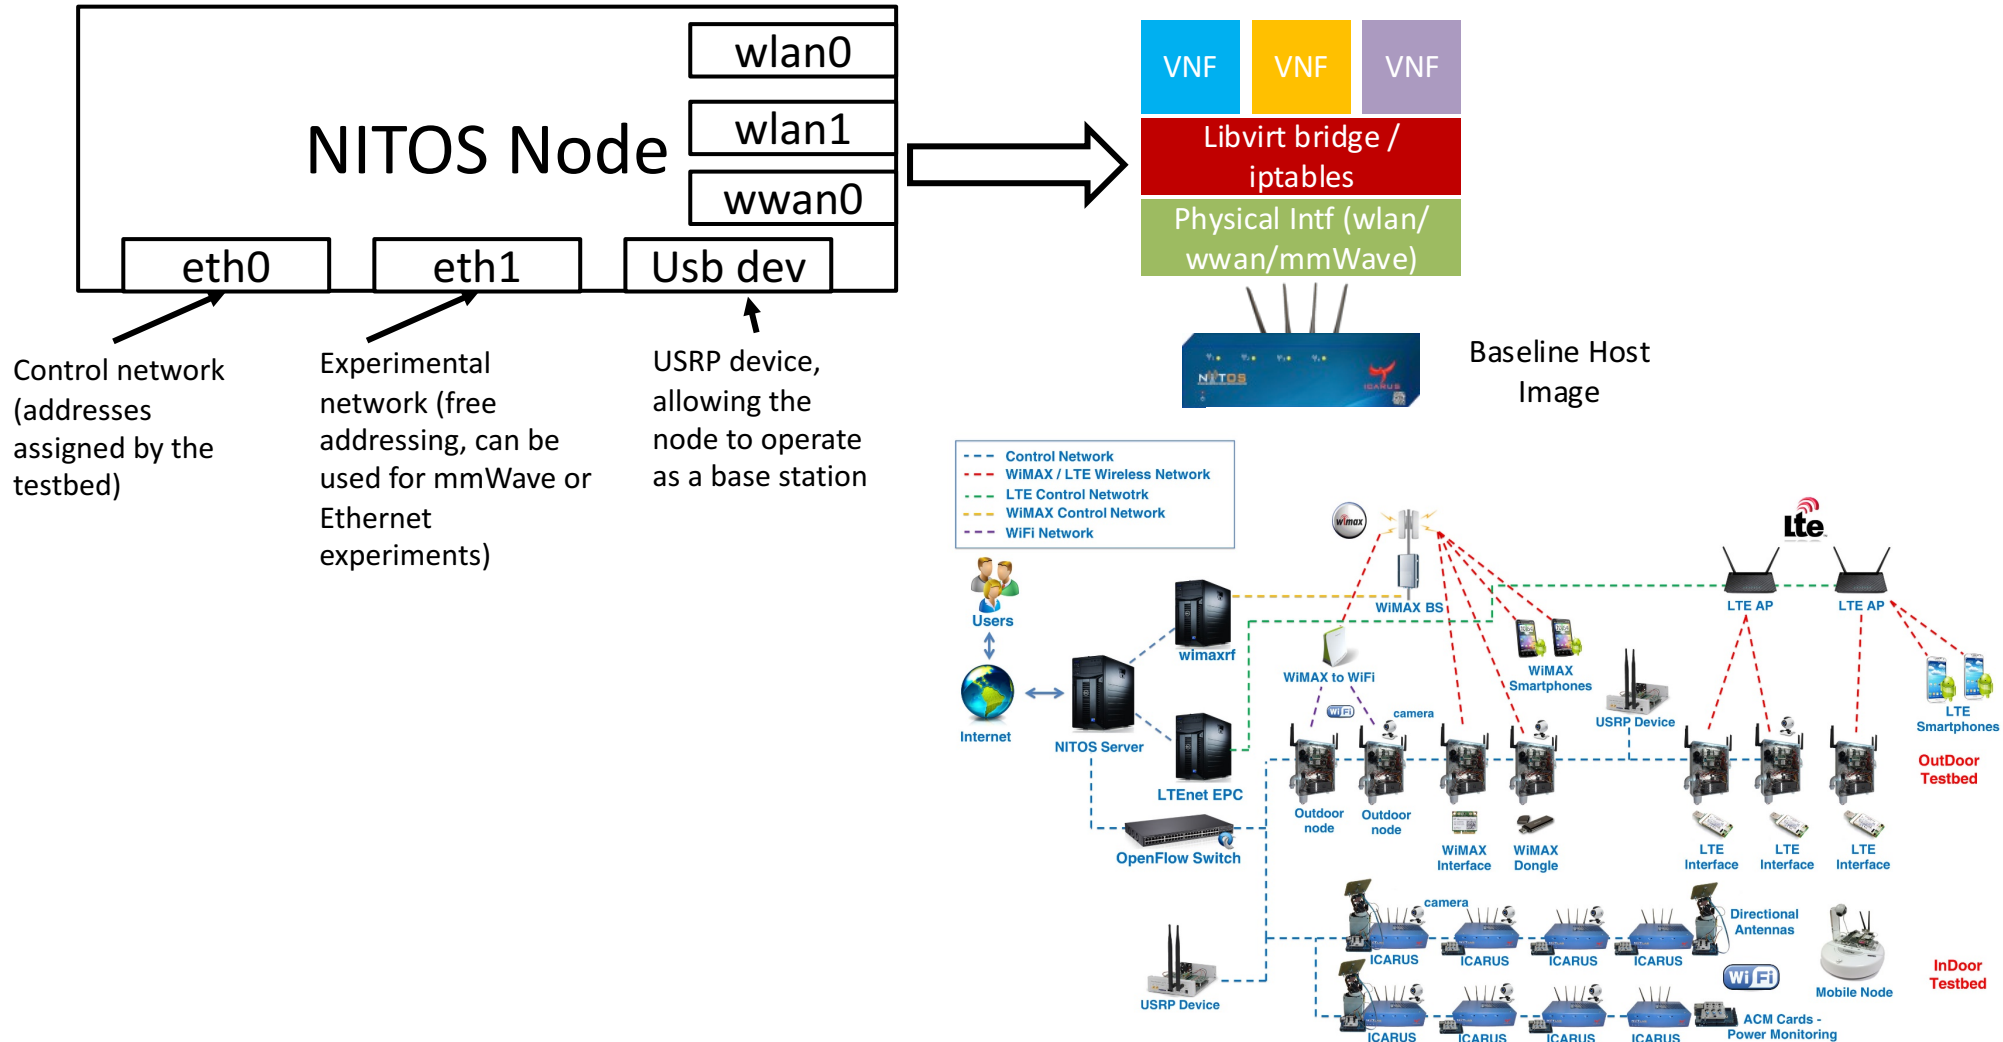 NITOS Node
wlan0
wlan1
wwan0
eth0
eth1
Usb dev
Control network
(addresses
assigned by the
testbed)
Experimental
network (free
addressing, can be
used for mmWave or
Ethernet
experiments)
USRP device,
allowing the
node to operate
as a base station
VNF
VNF
VNF
Libvirt bridge /
iptables
Physical Intf (wlan/
wwan/mmWave)
NITOS
ICARUS
Baseline Host
Image
Control Network
WiMAX / LTE Wireless Network
LTE Control Netwotrk
WiMAX Control Network
WiFi Network
Users
Internet
NITOS Server
wimaxrf
LTEnet EPC
OpenFlow Switch
USRP Device
wimax
WiMAX BS
WiMAX to WiFi
WiFi
camera
WiMAX
Smartphones
USRP Device
Lte
LTE AP
LTE AP
LTE
Smartphones
OutDoor
Testbed
Outdoor
node
Outdoor
node
WiMAX
Interface
WiMAX
Dongle
LTE
Interface
LTE
Interface
LTE
Interface
camera
ICARUS
ICARUS
ICARUS
ICARUS
Directional
Antennas
WiFi
Mobile Node
InDoor
Testbed
ICARUS
ICARUS
ICARUS
ICARUS
ACM Cards -
Power Monitoring